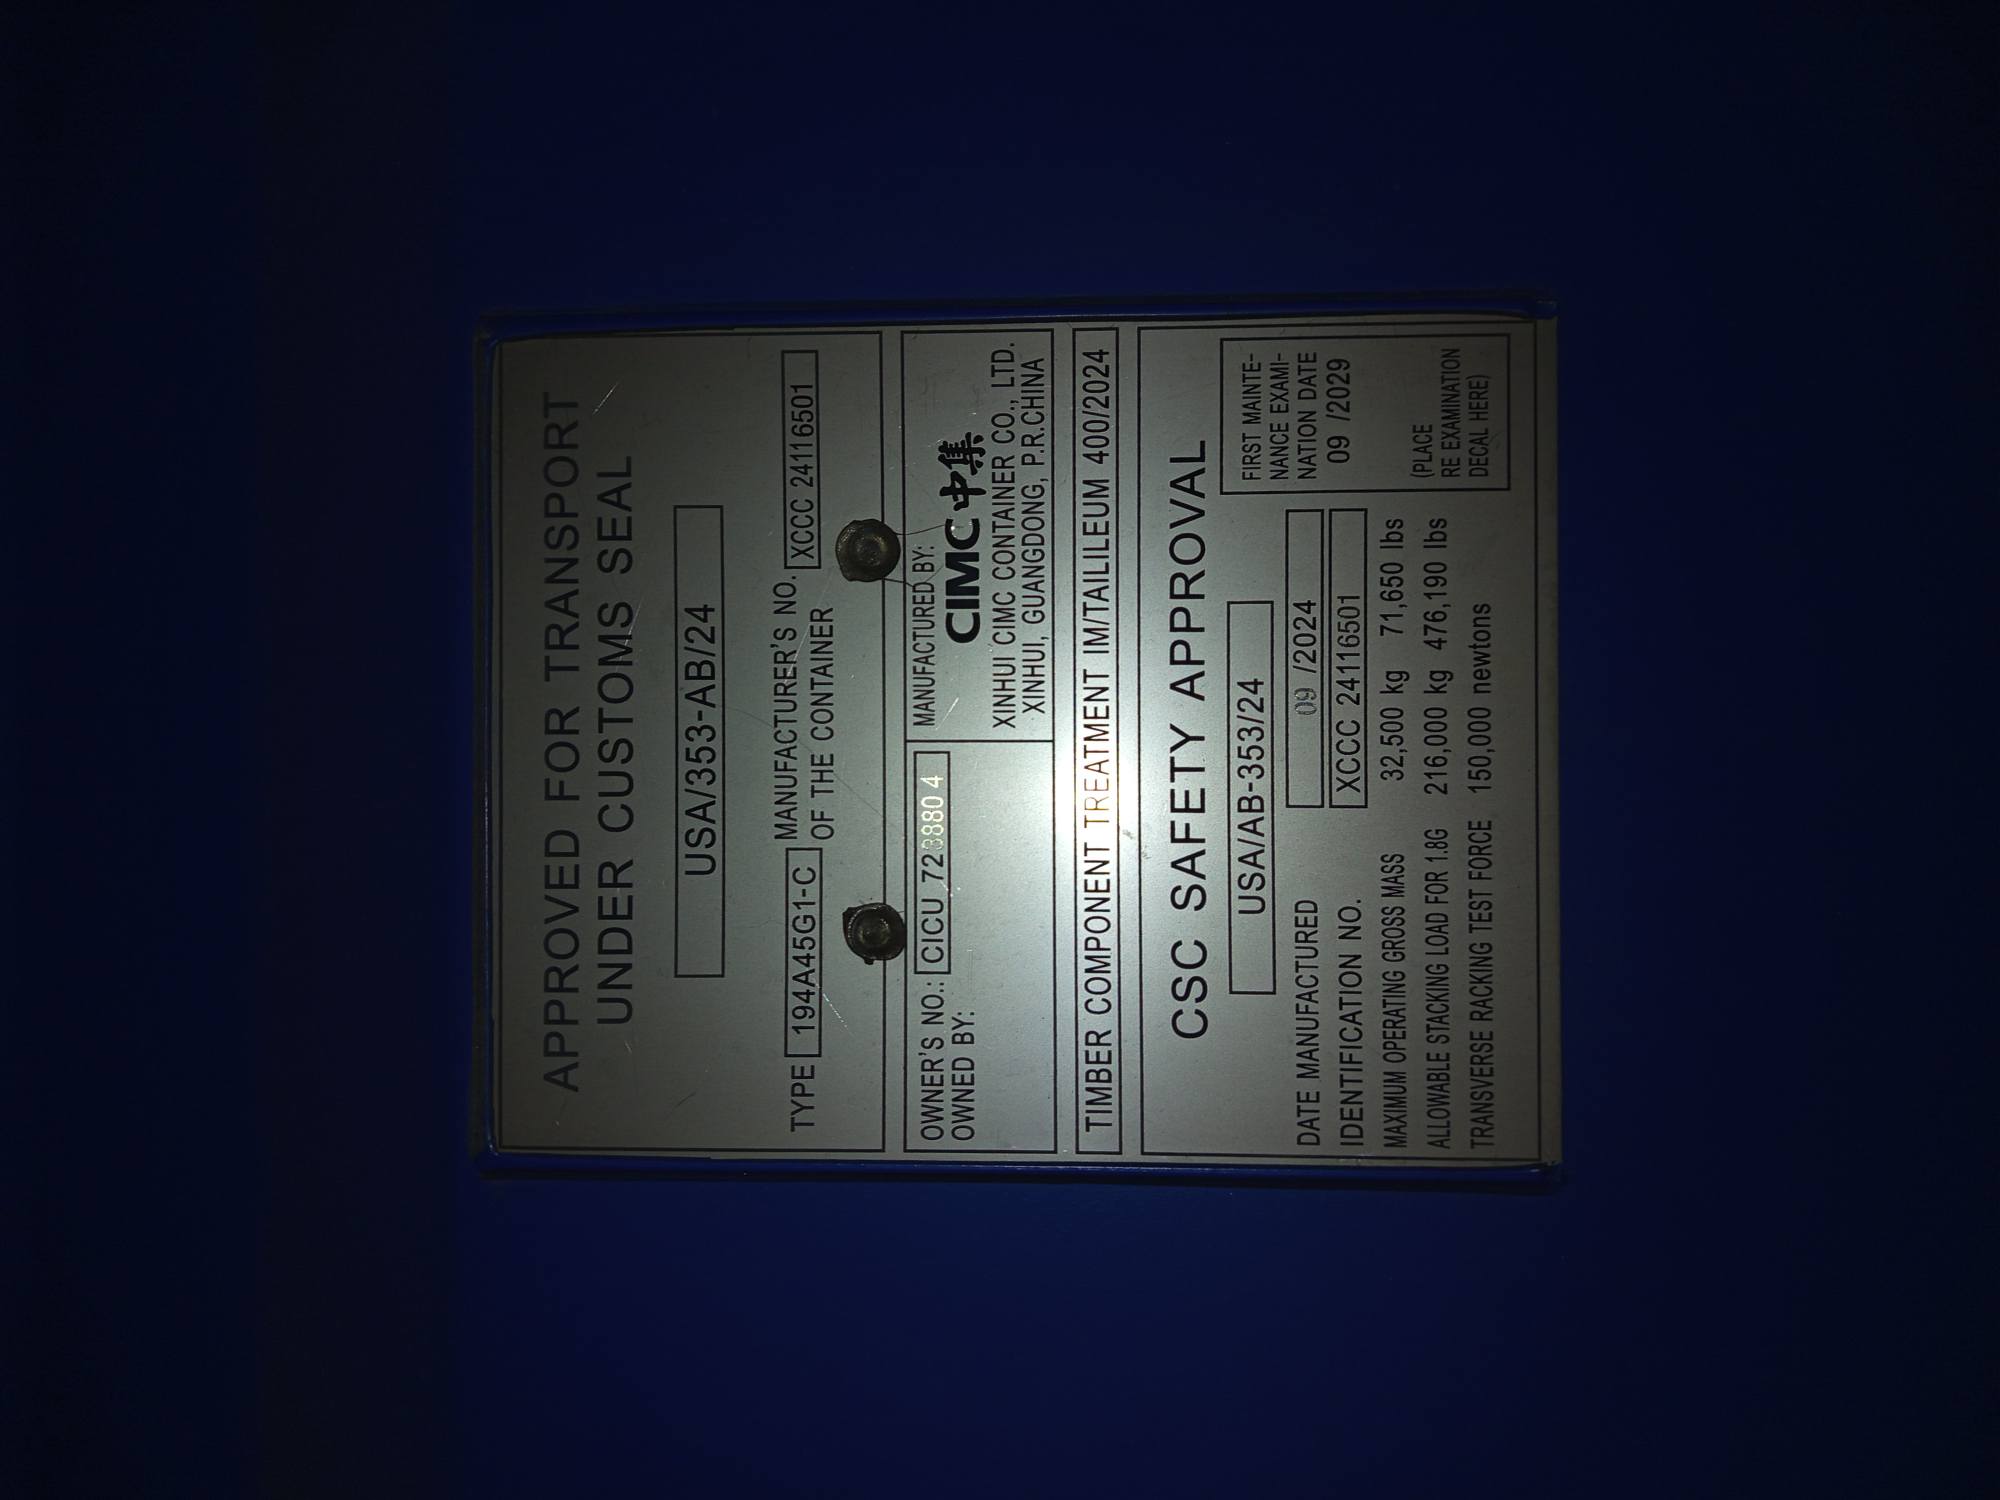 APPROVED FOR TRANSPORT
UNDER CUSTOMS SEAL
USA/353-AB/24
TYPE 194A45G1-C MANUFACTURER'S NO. OF THE CONTAINER XCCC 24116501
OWNER'S NO.: CICU 723880 4
OWNED BY:
MANUFACTURED BY:
CIMC中集
XINHUI CIMC CONTAINER CO., LTD.
XINHUI, GUANGDONG, P.R.CHINA
TIMBER COMPONENT TREATMENT IM/TAILILEUM 400/2024
CSC SAFETY APPROVAL
USA/AB-353/24
DATE MANUFACTURED 09 /2024
IDENTIFICATION NO. XCCC 24116501
MAXIMUM OPERATING GROSS MASS 32,500 kg 71,650 lbs
ALLOWABLE STACKING LOAD FOR 1.8G 216,000 kg 476,190 lbs
TRANSVERSE RACKING TEST FORCE 150,000 newtons
FIRST MAINTE-
NANCE EXAMI-
NATION DATE
09 /2029
(PLACE
RE EXAMINATION
DECAL HERE)